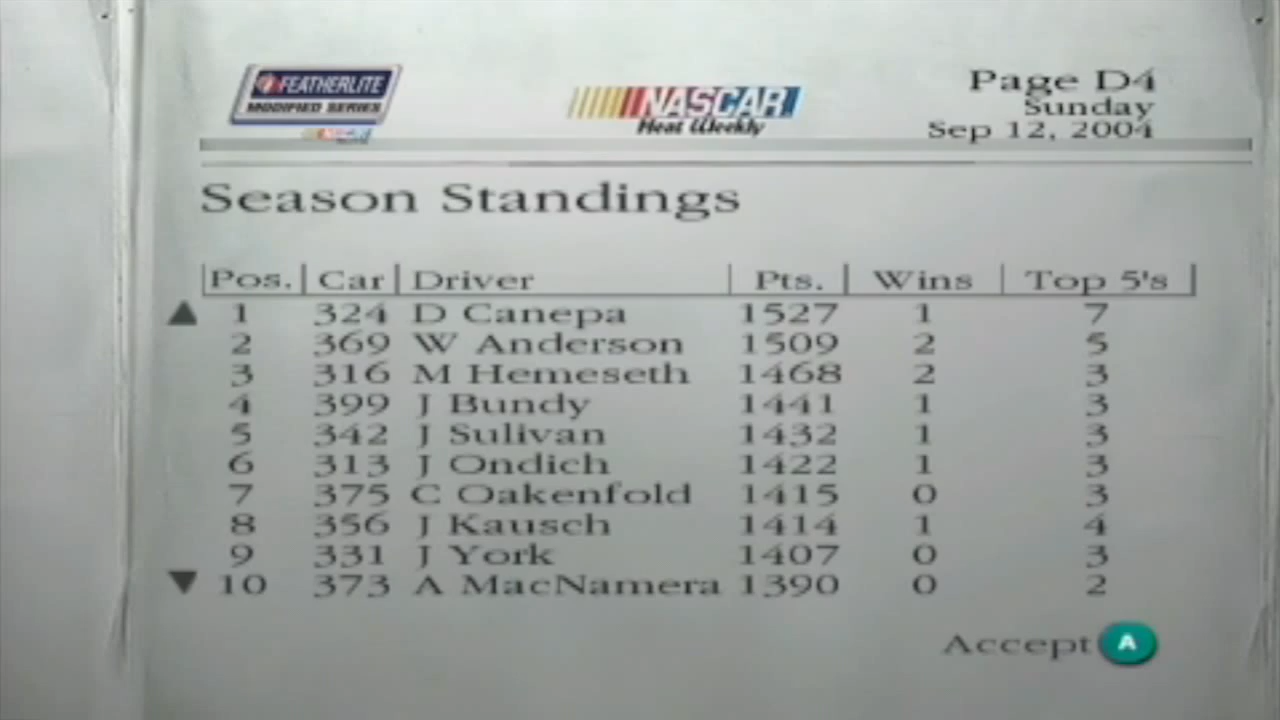 FEATHERLITE
MODIFIED SERIES
NASCAR
Heat Weekly
Page D4
Sunday
Sep 12, 2004
Season Standings
Pos. Car Driver Pts. Wins Top 5's
1 324 D Canepa 1527 1 7
2 369 W Anderson 1509 2 5
3 316 M Hemeseth 1468 2 3
4 399 J Bundy 1441 1 3
5 342 J Sulivan 1432 1 3
6 313 J Ondich 1422 1 3
7 375 C Oakenfold 1415 0 3
8 356 J Kausch 1414 1 4
9 331 J York 1407 0 3
10 373 A MacNamera 1390 0 2
Accept A